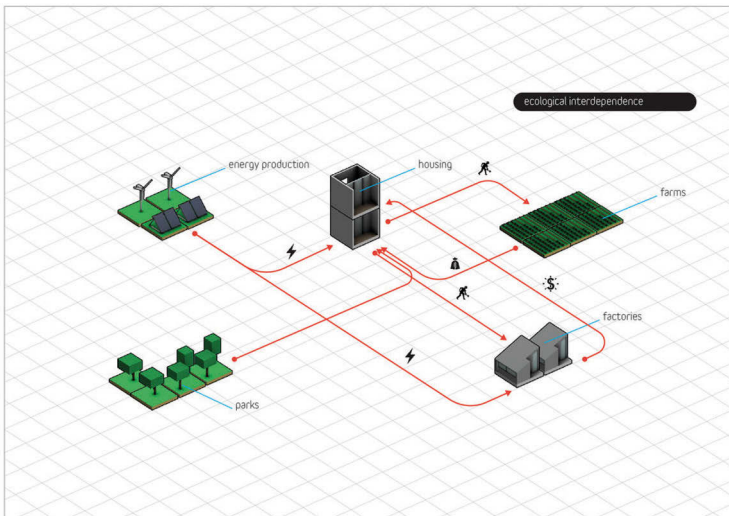 ecological interdependence
energy production
housing
farms
$
factories
parks